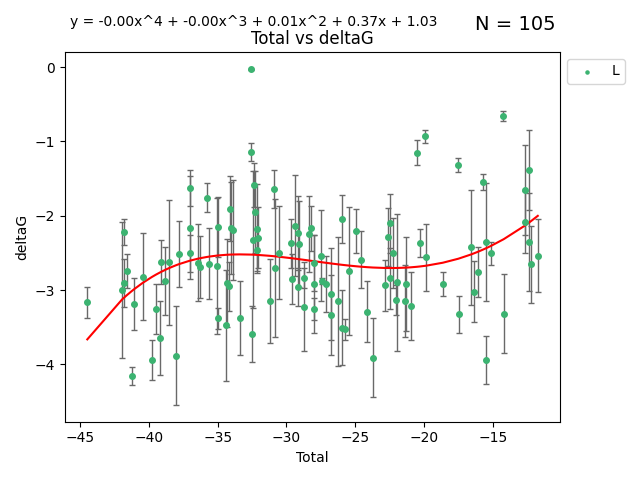 y = -0.00x^4 + -0.00x^3 + 0.01x^2 + 0.37x + 1.03
N = 105
Total vs deltaG
L
deltaG
0
−1
−2
−3
−4
−45 −40 −35 −30 −25 −20 −15
Total